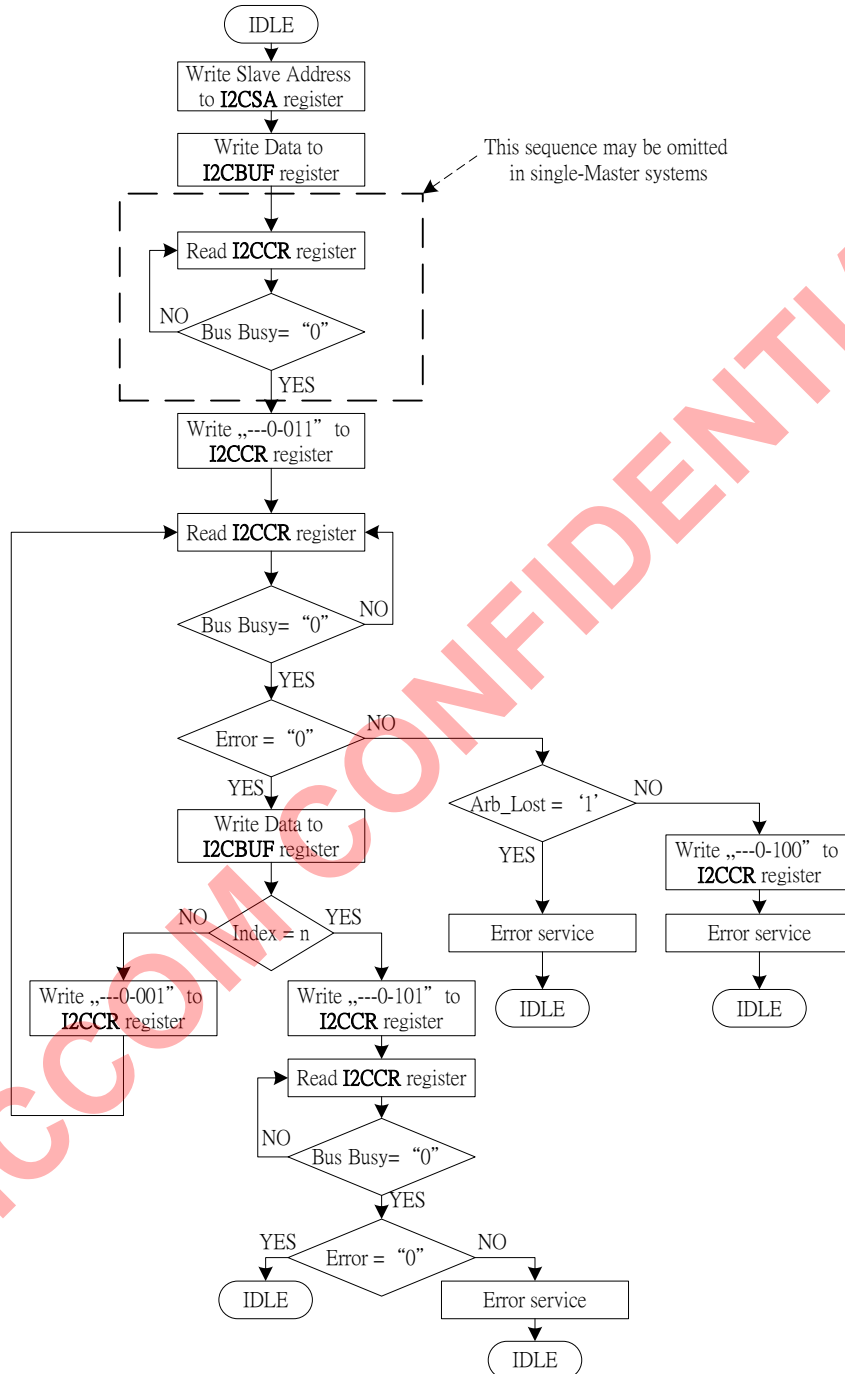 IDLE
Write Slave Address
to I2CSA register
Write Data to
I2CBUF register
This sequence may be omitted
in single-Master systems
Read I2CCR register
NO
Bus Busy= “0”
YES
Write „---0-011” to
I2CCR register
Read I2CCR register
Bus Busy= “0”
NO
YES
Error = “0”
NO
YES
Arb_Lost = ‘1’
NO
YES
Write Data to
I2CBUF register
Write „---0-100” to
I2CCR register
NO
Index = n
YES
Error service
Error service
Write „---0-001” to
I2CCR register
Write „---0-101” to
I2CCR register
IDLE
IDLE
Read I2CCR register
NO
Bus Busy= “0”
YES
YES
Error = “0”
NO
IDLE
Error service
IDLE